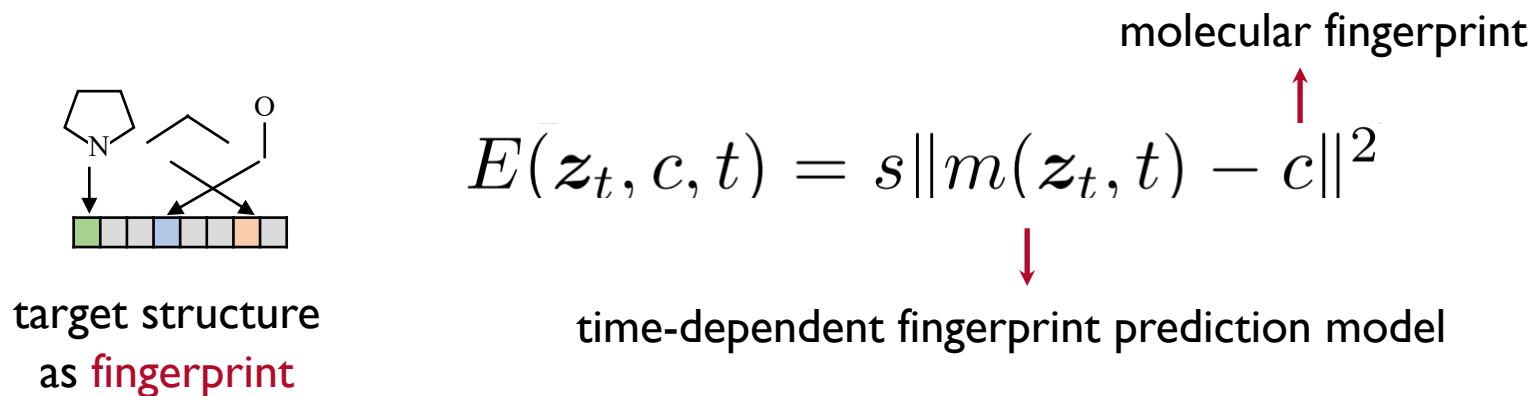 molecular fingerprint
O
N
E(z_t, c, t) = s‖m(z_t, t) − c‖²
target structure
as fingerprint
time-dependent fingerprint prediction model